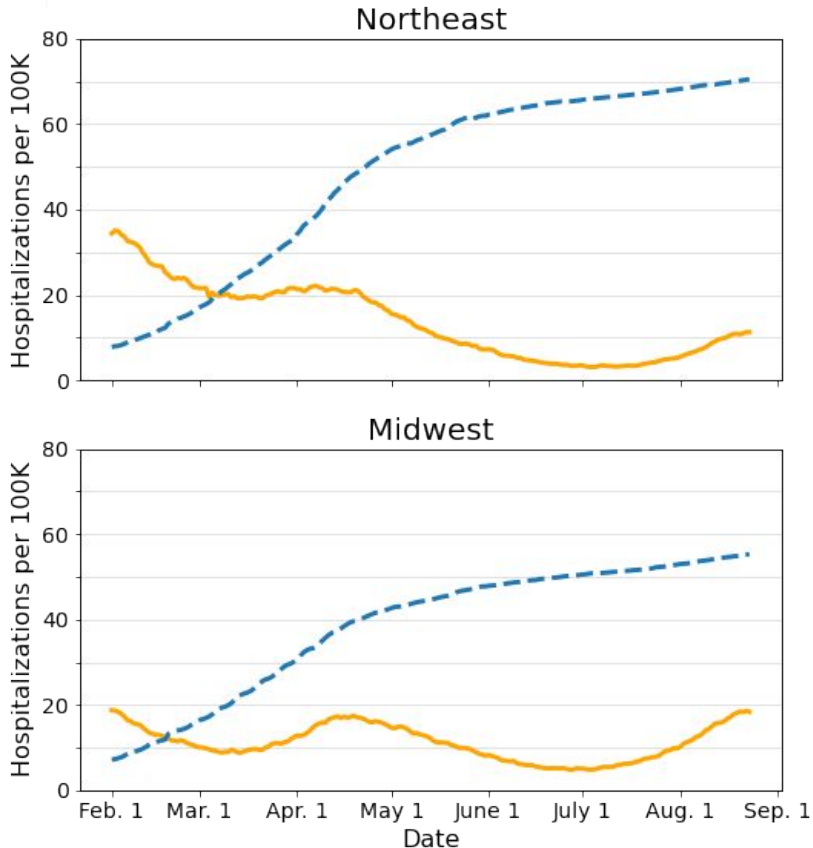 Northeast
Hospitalizations per 100K
80
60
40
20
0
Midwest
Hospitalizations per 100K
80
60
40
20
0
Feb. 1 Mar. 1 Apr. 1 May 1 June 1 July 1 Aug. 1 Sep. 1
Date